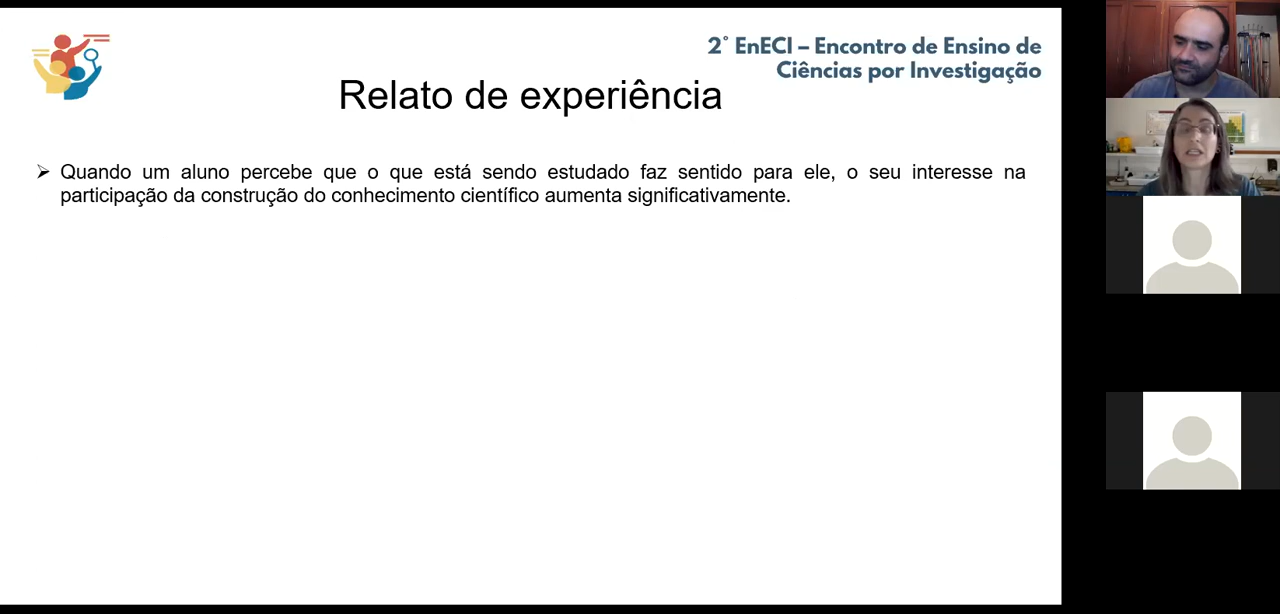 2° EnECI – Encontro de Ensino de
Ciências por Investigação
Relato de experiência
➢ Quando um aluno percebe que o que está sendo estudado faz sentido para ele, o seu interesse na
participação da construção do conhecimento científico aumenta significativamente.